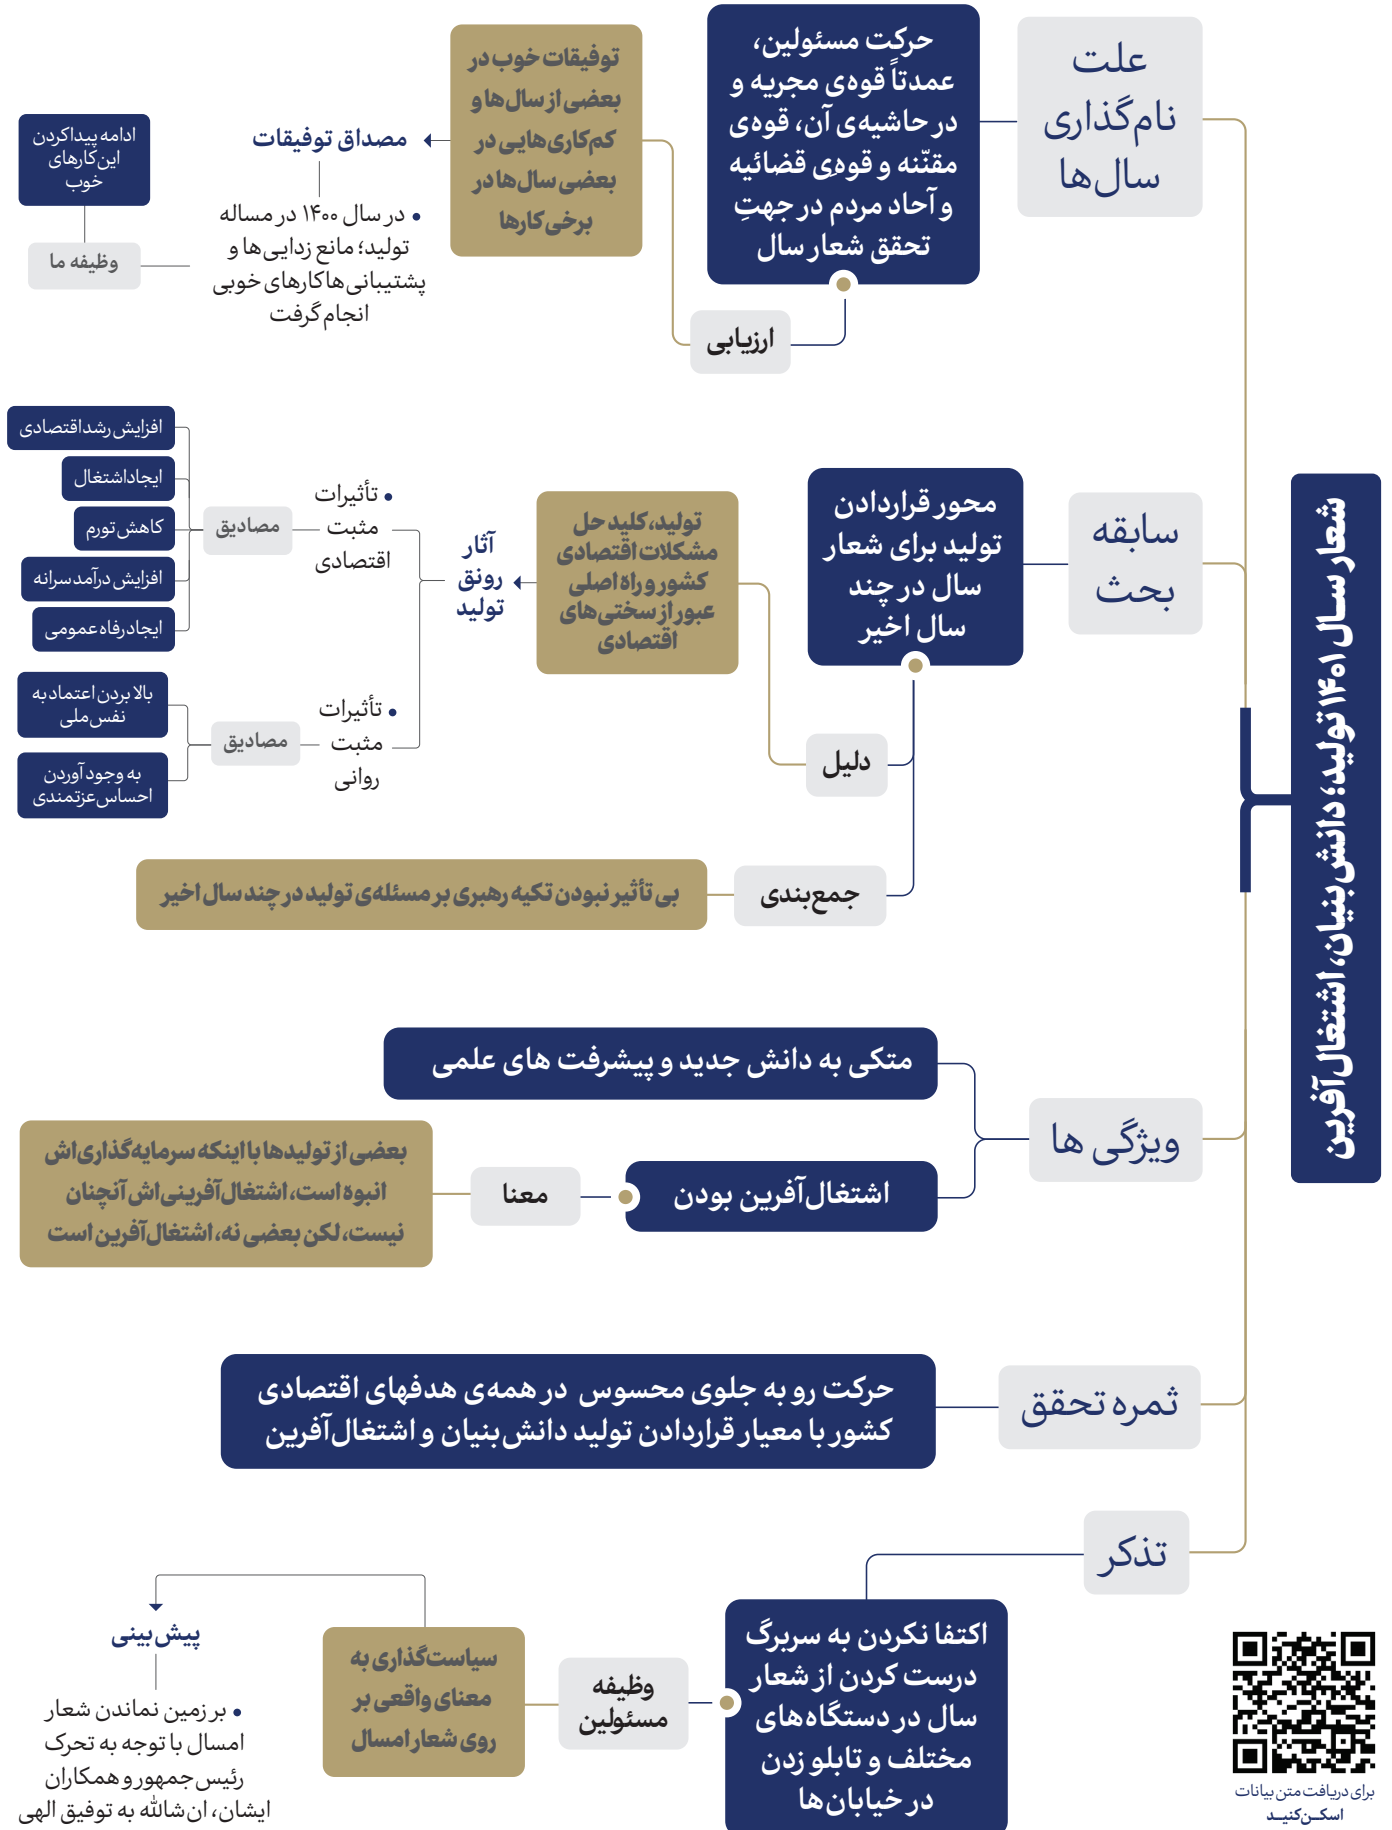 شعار سال ۱۴۰۱ تولید؛ دانش‌بنیان، اشتغال‌آفرین
علت
نام‌گذاری
سال‌ها
حرکت مسئولین،
عمدتاً قوه‌ی مجریه و
در حاشیه‌ی آن، قوه‌ی
مقنّنه و قوه‌ِی قضائیه
و آحاد مردم در جهتِ
تحقق شعار سال
ارزیابی
توفیقات خوب در
بعضی از سال‌ها و
کم‌کاری‌هایی در
بعضی سال‌ها در
برخی کارها
مصداق توفیقات
• در سال ۱۴۰۰ در مساله
تولید؛ مانع زدایی‌ها و
پشتیبانی‌ها کارهای خوبی
انجام گرفت
وظیفه ما
ادامه پیدا کردن
این کارهای
خوب
سابقه
بحث
محور قراردادن
تولید برای شعار
سال در چند
سال اخیر
دلیل
تولید، کلید حل
مشکلات اقتصادی
کشور و راه اصلی
عبور از سختی‌های
اقتصادی
آثار
رونق
تولید
• تأثیرات
مثبت
اقتصادی
مصادیق
افزایش رشد اقتصادی
ایجاد اشتغال
کاهش تورم
افزایش درآمد سرانه
ایجاد رفاه عمومی
• تأثیرات
مثبت
روانی
مصادیق
بالا بردن اعتماد به
نفس ملی
به وجود آوردن
احساس عزتمندی
جمع‌بندی
بی تأثیر نبودن تکیه رهبری بر مسئله‌ی تولید در چند سال اخیر
ویژگی ها
متکی به دانش جدید و پیشرفت های علمی
اشتغال‌آفرین بودن
معنا
بعضی از تولیدها با اینکه سرمایه‌گذاری‌اش
انبوه است، اشتغال‌آفرینی‌اش آنچنان
نیست، لکن بعضی نه، اشتغال‌آفرین است
ثمره تحقق
حرکت رو به جلوی محسوس در همه‌ی هدفهای اقتصادی
کشور با معیار قراردادن تولید دانش‌بنیان و اشتغال‌آفرین
تذکر
اکتفا نکردن به سربرگ
درست کردن از شعار
سال در دستگاه‌های
مختلف و تابلو زدن
در خیابان‌ها
وظیفه
مسئولین
سیاست‌گذاری به
معنای واقعی بر
روی شعار امسال
پیش‌بینی
• بر زمین نماندن شعار
امسال با توجه به تحرک
رئیس‌جمهور و همکاران
ایشان، ان‌شاالله به توفیق الهی
برای دریافت متن بیانات
اسکـن کنیــد